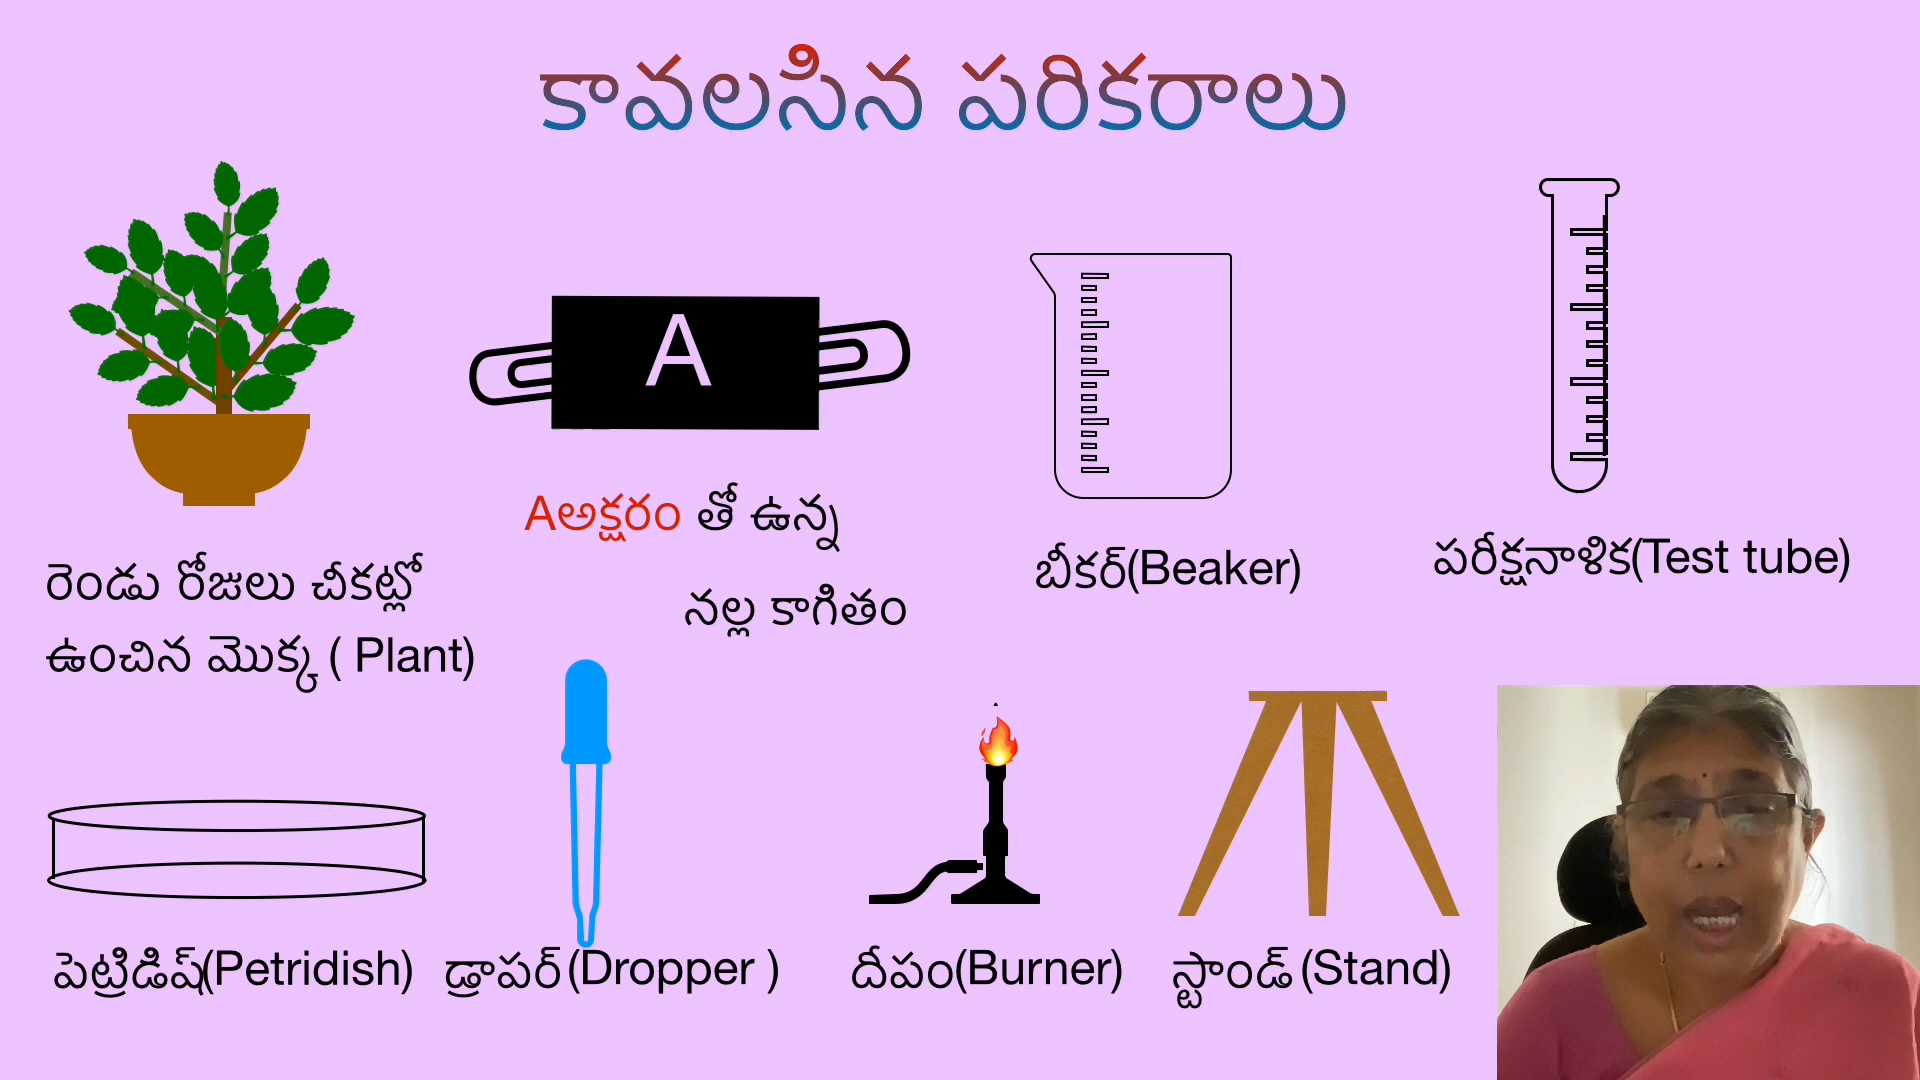 కావలసిన పరికరాలు
A
Aఅక్షరం తో ఉన్న
నల్ల కాగితం
రెండు రోజులు చీకట్లో
ఉంచిన మొక్క ( Plant)
బీకర్(Beaker)
పరీక్షనాళిక(Test tube)
పెట్రిడిష్(Petridish)
డ్రాపర్ (Dropper )
దీపం(Burner)
స్టాండ్ (Stand)